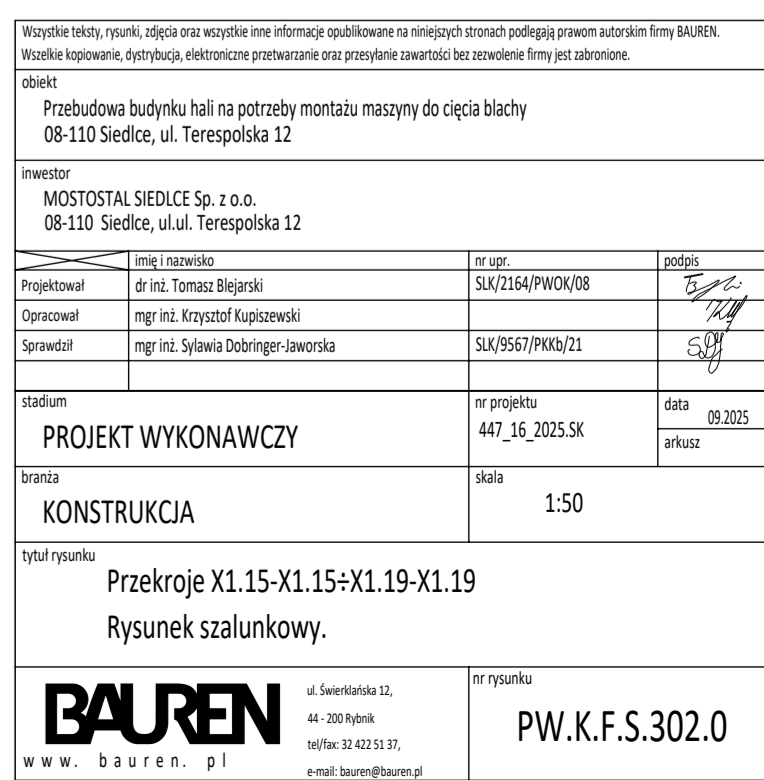 Wszystkie teksty, rysunki, zdjęcia oraz wszystkie inne informacje opublikowane na niniejszych stronach podlegają prawom autorskim firmy BAUREN.
Wszelkie kopiowanie, dystrybucja, elektroniczne przetwarzanie oraz przesyłanie zawartości bez zezwolenie firmy jest zabronione.
obiekt
Przebudowa budynku hali na potrzeby montażu maszyny do cięcia blachy
08-110 Siedlce, ul. Terespolska 12
inwestor
MOSTOSTAL SIEDLCE Sp. z o.o.
08-110 Siedlce, ul.ul. Terespolska 12
imię i nazwisko nr upr. podpis
Projektował dr inż. Tomasz Blejarski SLK/2164/PWOK/08
Opracował mgr inż. Krzysztof Kupiszewski
Sprawdził mgr inż. Sylawia Dobringer-Jaworska SLK/9567/PKKb/21
stadium nr projektu data
PROJEKT WYKONAWCZY 447_16_2025.SK 09.2025
arkusz
branża skala
KONSTRUKCJA 1:50
tytuł rysunku
Przekroje X1.15-X1.15÷X1.19-X1.19
Rysunek szalunkowy.
BAUREN
www. bauren. pl
ul. Świerklańska 12,
44 - 200 Rybnik
tel/fax: 32 422 51 37,
e-mail: bauren@bauren.pl
nr rysunku
PW.K.F.S.302.0